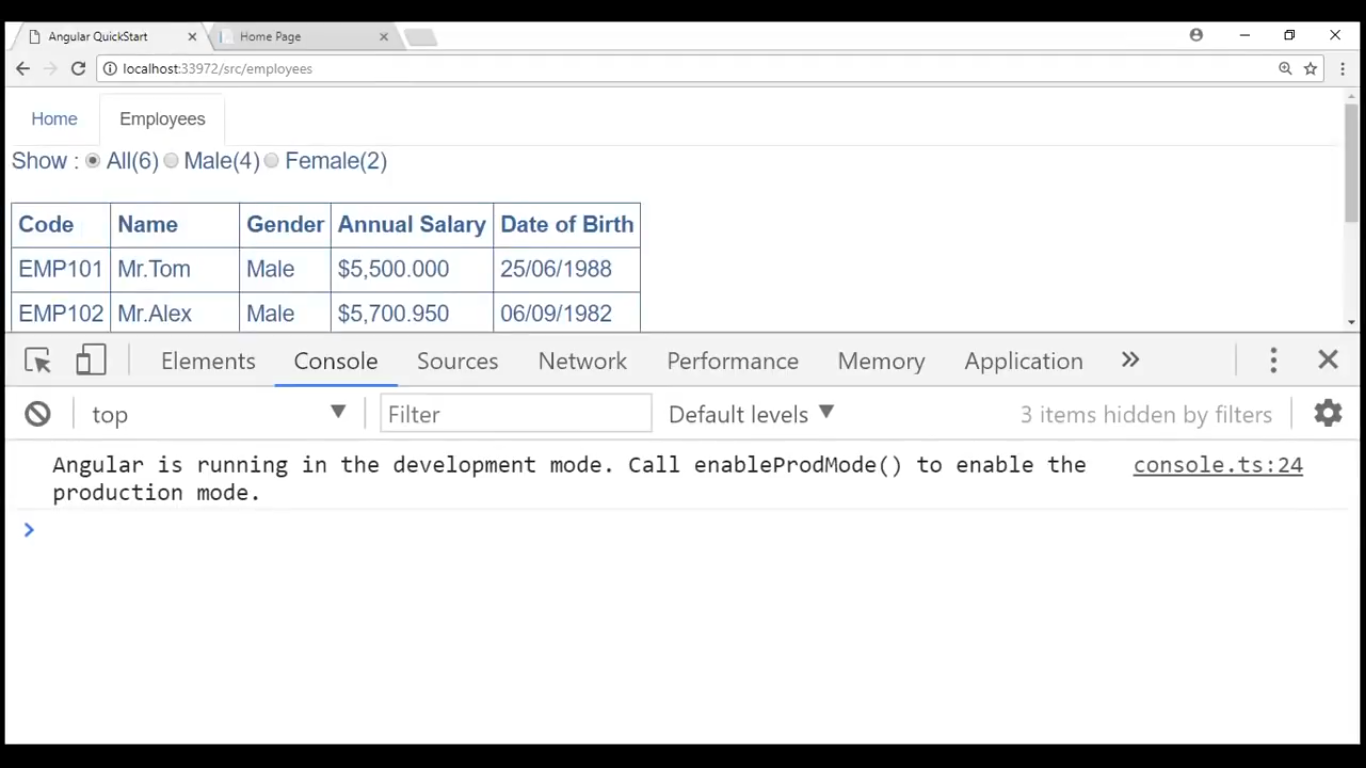 Angular QuickStart Home Page
localhost:33972/src/employees
Home Employees
Show : All(6) Male(4) Female(2)
Code Name Gender Annual Salary Date of Birth
EMP101 Mr.Tom Male $5,500.000 25/06/1988
EMP102 Mr.Alex Male $5,700.950 06/09/1982
Elements Console Sources Network Performance Memory Application
top Filter Default levels 3 items hidden by filters
Angular is running in the development mode. Call enableProdMode() to enable the console.ts:24
production mode.